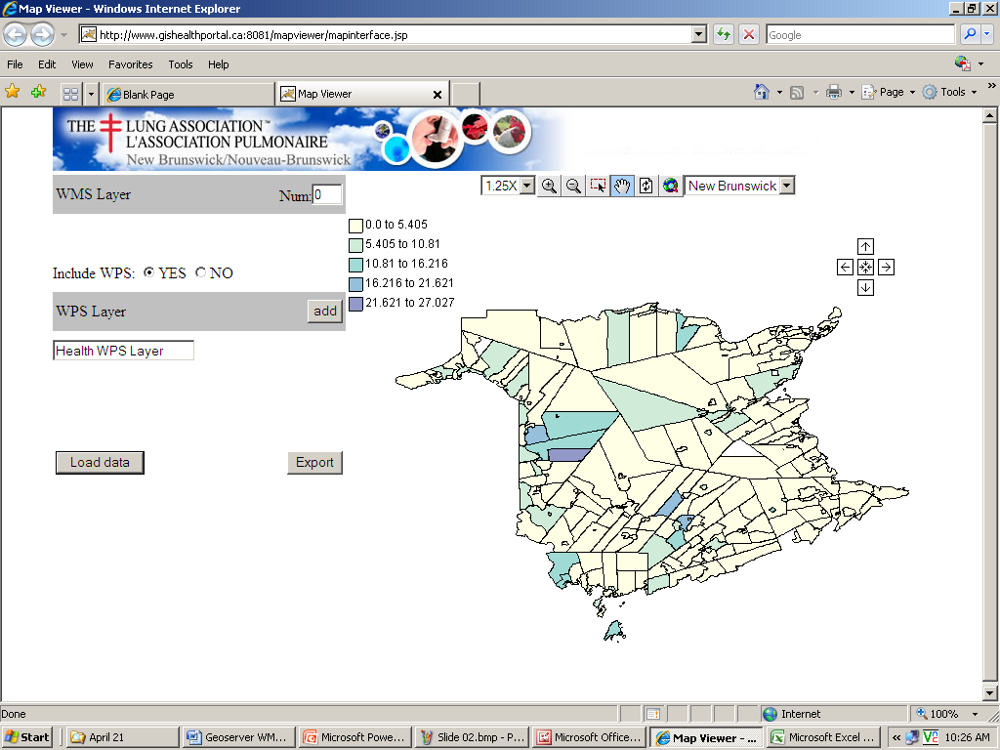 Map Viewer - Windows Internet Explorer
http://www.gishealthportal.ca:8081/mapviewer/mapinterface.jsp
Google
File Edit View Favorites Tools Help
Blank Page
Map Viewer
Page
Tools
»
THE LUNG ASSOCIATION™
L'ASSOCIATION PULMONAIRE
New Brunswick/Nouveau-Brunswick
WMS Layer
Num: 0
1.25X
New Brunswick
0.0 to 5.405
5.405 to 10.81
10.81 to 16.216
16.216 to 21.621
21.621 to 27.027
Include WPS: YES NO
WPS Layer
add
Health WPS Layer
Load data
Export
Done
Internet
100%
Start
April 21
Geoserver WM...
Microsoft Powe...
Slide 02.bmp - P...
Microsoft Office...
Map Viewer - ...
Microsoft Excel ...
«
10:26 AM